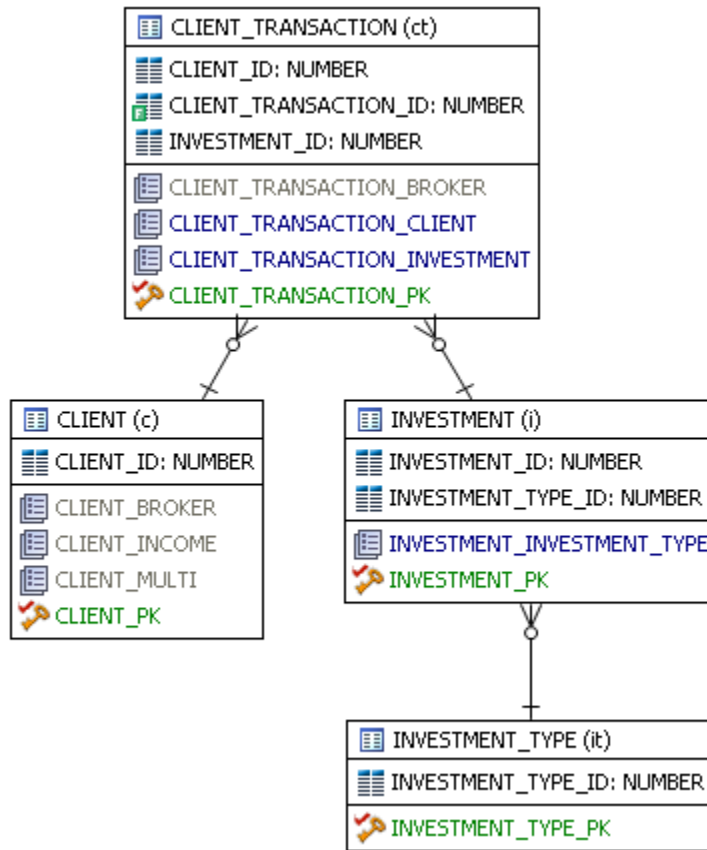 CLIENT_TRANSACTION (ct)
CLIENT_ID: NUMBER
CLIENT_TRANSACTION_ID: NUMBER
INVESTMENT_ID: NUMBER
CLIENT_TRANSACTION_BROKER
CLIENT_TRANSACTION_CLIENT
CLIENT_TRANSACTION_INVESTMENT
CLIENT_TRANSACTION_PK
CLIENT (c)
CLIENT_ID: NUMBER
CLIENT_BROKER
CLIENT_INCOME
CLIENT_MULTI
CLIENT_PK
INVESTMENT (i)
INVESTMENT_ID: NUMBER
INVESTMENT_TYPE_ID: NUMBER
INVESTMENT_INVESTMENT_TYPE
INVESTMENT_PK
INVESTMENT_TYPE (it)
INVESTMENT_TYPE_ID: NUMBER
INVESTMENT_TYPE_PK